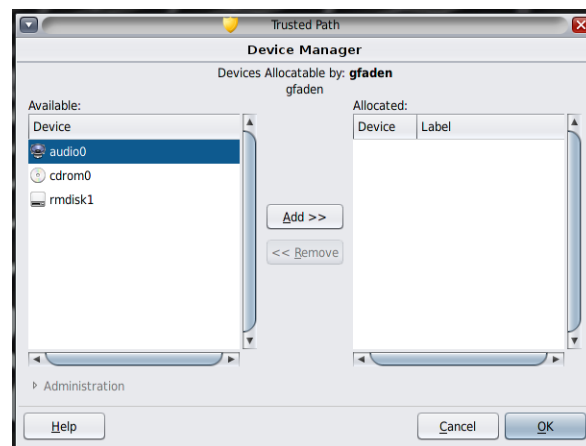 Trusted Path
Device Manager
Devices Allocatable by: gfaden
gfaden
Available:
Device
audio0
cdrom0
rmdisk1
Add >>
<< Remove
Allocated:
Device Label
Administration
Help
Cancel
OK